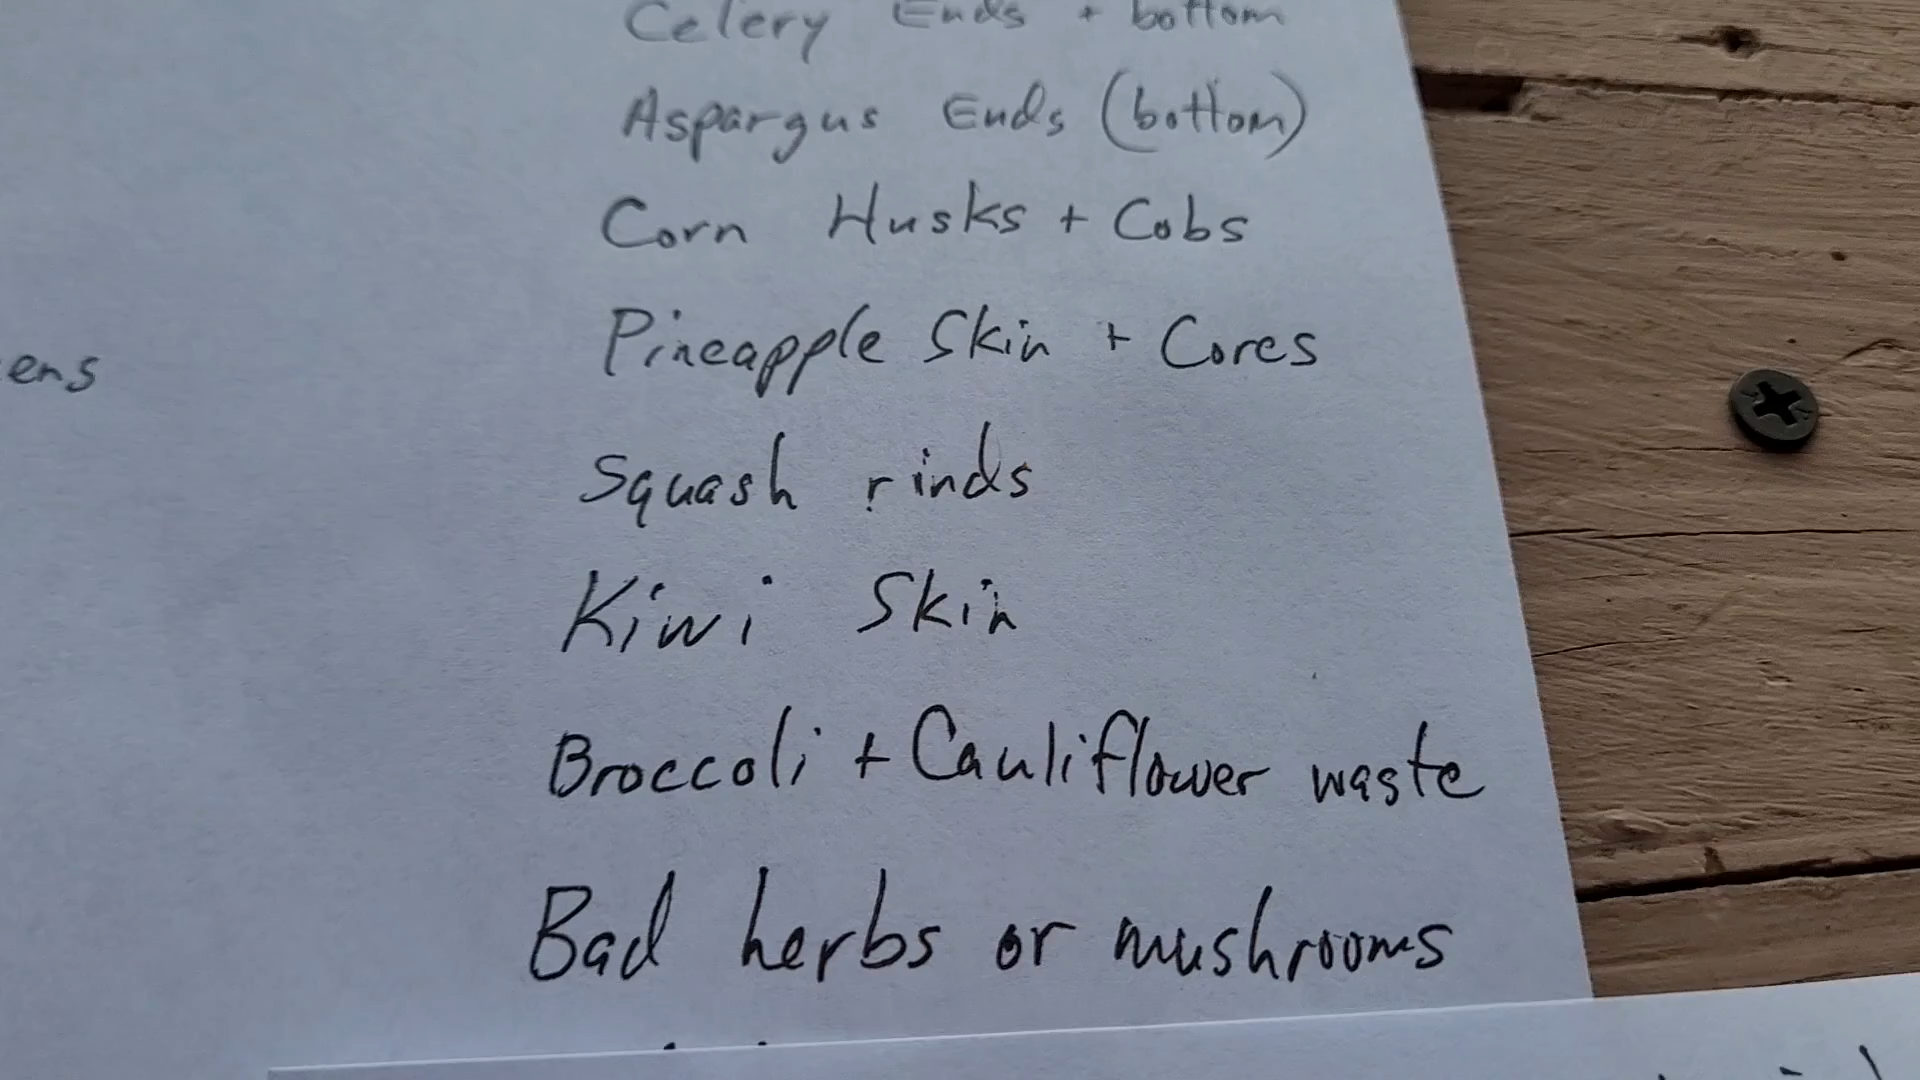 Celery Ends + bottom
Aspargus Ends (bottom)
Corn Husks + Cobs
Pineapple Skin + Cores
ens
Squash rinds
Kiwi Skin
Broccoli + Cauliflower waste
Bad herbs or mushrooms